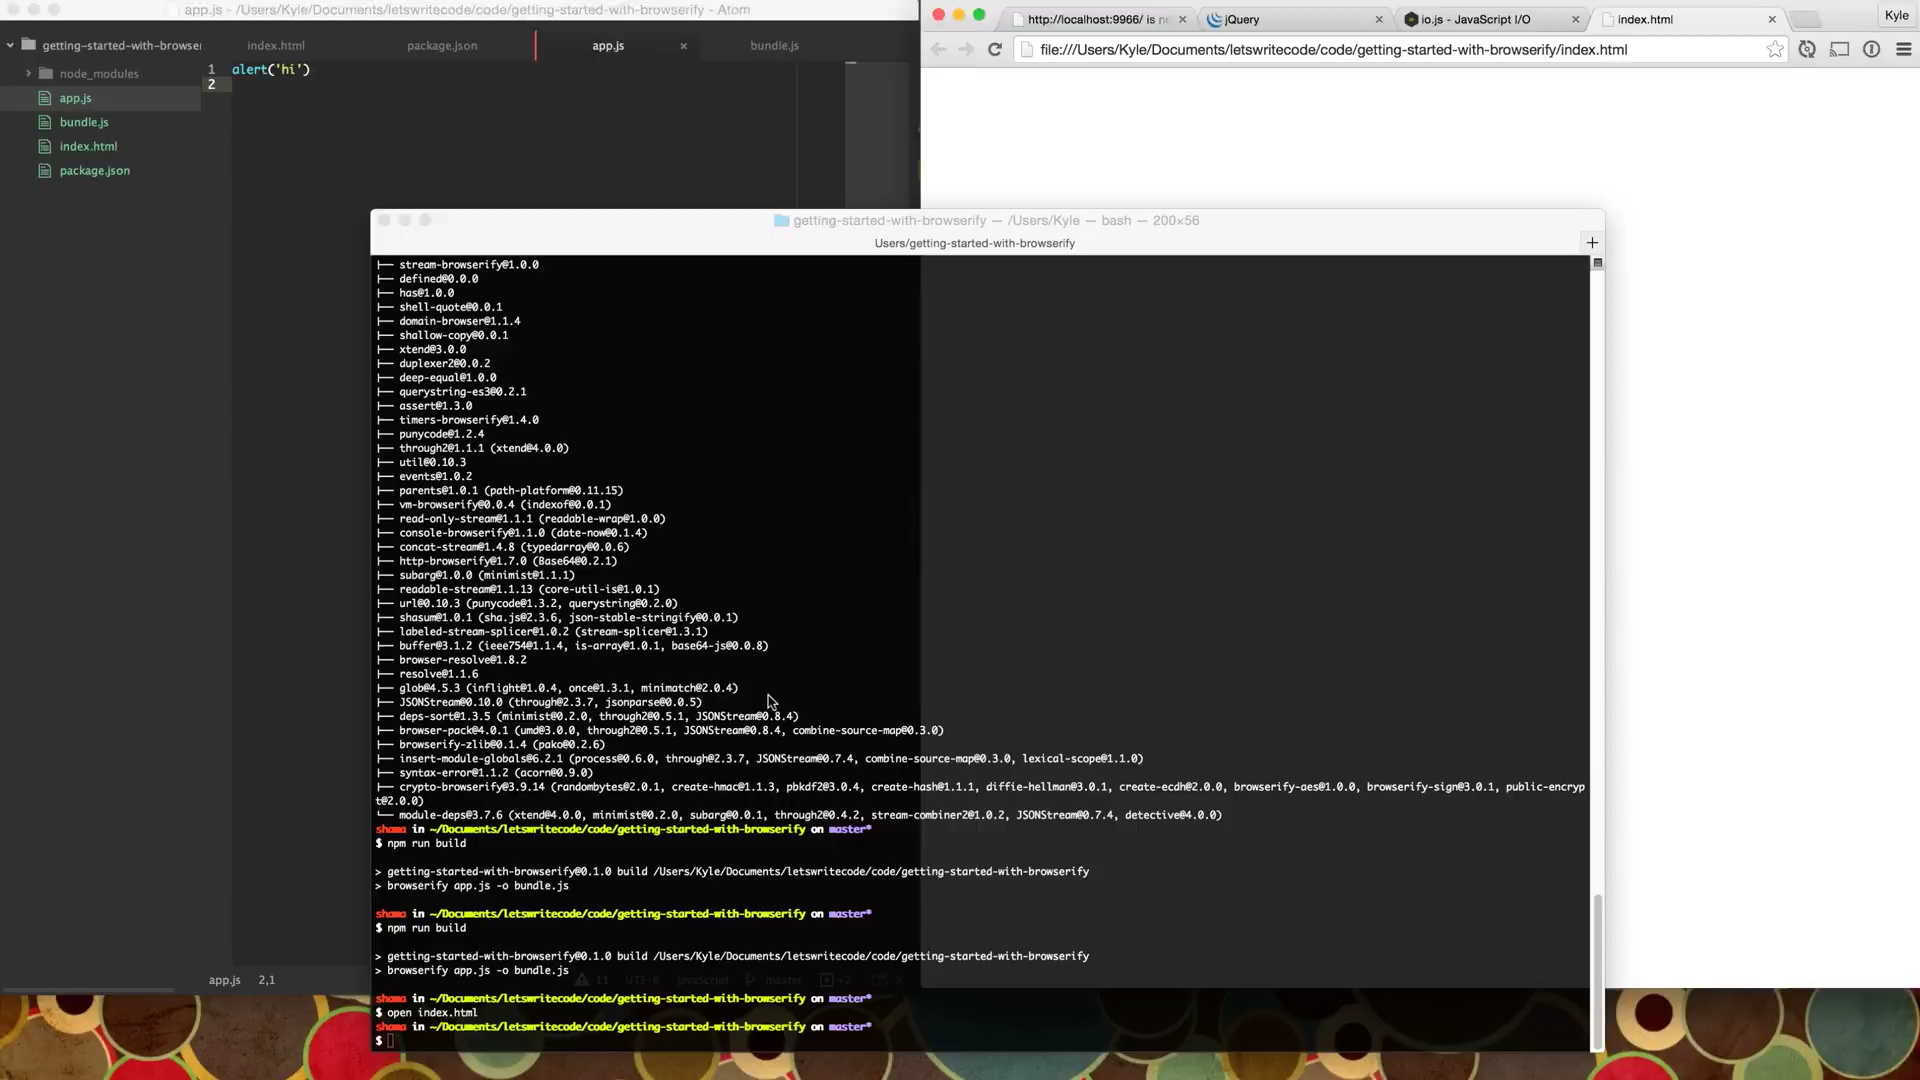 app.js - /Users/Kyle/Documents/letswritecode/code/getting-started-with-browserify - Atom
getting-started-with-browser
node_modules
app.js
bundle.js
index.html
package.json
index.html
package.json
app.js
bundle.js
1 alert('hi')
2
app.js 2,1
11 UTF-8 JavaScript master +2 9
http://localhost:9966/ is n
jQuery
io.js - JavaScript I/O
index.html
Kyle
file:///Users/Kyle/Documents/letswritecode/code/getting-started-with-browserify/index.html
getting-started-with-browserify — /Users/Kyle — bash — 200×56
Users/getting-started-with-browserify
+
├── stream-browserify@1.0.0
├── defined@0.0.0
├── has@1.0.0
├── shell-quote@0.0.1
├── domain-browser@1.1.4
├── shallow-copy@0.0.1
├── xtend@3.0.0
├── duplexer2@0.0.2
├── deep-equal@1.0.0
├── querystring-es3@0.2.1
├── assert@1.3.0
├── timers-browserify@1.4.0
├── punycode@1.2.4
├── through2@1.1.1 (xtend@4.0.0)
├── util@0.10.3
├── events@1.0.2
├── parents@1.0.1 (path-platform@0.11.15)
├── vm-browserify@0.0.4 (indexof@0.0.1)
├── read-only-stream@1.1.1 (readable-wrap@1.0.0)
├── console-browserify@1.1.0 (date-now@0.1.4)
├── concat-stream@1.4.8 (typedarray@0.0.6)
├── http-browserify@1.7.0 (Base64@0.2.1)
├── subarg@1.0.0 (minimist@1.1.1)
├── readable-stream@1.1.13 (core-util-is@1.0.1)
├── url@0.10.3 (punycode@1.3.2, querystring@0.2.0)
├── shasum@1.0.1 (sha.js@2.3.6, json-stable-stringify@0.0.1)
├── labeled-stream-splicer@1.0.2 (stream-splicer@1.3.1)
├── buffer@3.1.2 (ieee754@1.1.4, is-array@1.0.1, base64-js@0.0.8)
├── browser-resolve@1.8.2
├── resolve@1.1.6
├── glob@4.5.3 (inflight@1.0.4, once@1.3.1, minimatch@2.0.4)
├── JSONStream@0.10.0 (through@2.3.7, jsonparse@0.0.5)
├── deps-sort@1.3.5 (minimist@0.2.0, through2@0.5.1, JSONStream@0.8.4)
├── browser-pack@4.0.1 (umd@3.0.0, through2@0.5.1, JSONStream@0.8.4, combine-source-map@0.3.0)
├── browserify-zlib@0.1.4 (pako@0.2.6)
├── insert-module-globals@6.2.1 (process@0.6.0, through@2.3.7, JSONStream@0.7.4, combine-source-map@0.3.0, lexical-scope@1.1.0)
├── syntax-error@1.1.2 (acorn@0.9.0)
├── crypto-browserify@3.9.14 (randombytes@2.0.1, create-hmac@1.1.3, pbkdf2@3.0.4, create-hash@1.1.1, diffie-hellman@3.0.1, create-ecdh@2.0.0, browserify-aes@1.0.0, browserify-sign@3.0.1, public-encryp
t@2.0.0)
└── module-deps@3.7.6 (xtend@4.0.0, minimist@0.2.0, subarg@0.0.1, through2@0.4.2, stream-combiner2@1.0.2, JSONStream@0.7.4, detective@4.0.0)
shama in ~/Documents/letswritecode/code/getting-started-with-browserify on master*
$ npm run build
> getting-started-with-browserify@0.1.0 build /Users/Kyle/Documents/letswritecode/code/getting-started-with-browserify
> browserify app.js -o bundle.js
shama in ~/Documents/letswritecode/code/getting-started-with-browserify on master*
$ npm run build
> getting-started-with-browserify@0.1.0 build /Users/Kyle/Documents/letswritecode/code/getting-started-with-browserify
> browserify app.js -o bundle.js
shama in ~/Documents/letswritecode/code/getting-started-with-browserify on master*
$ open index.html
shama in ~/Documents/letswritecode/code/getting-started-with-browserify on master*
$